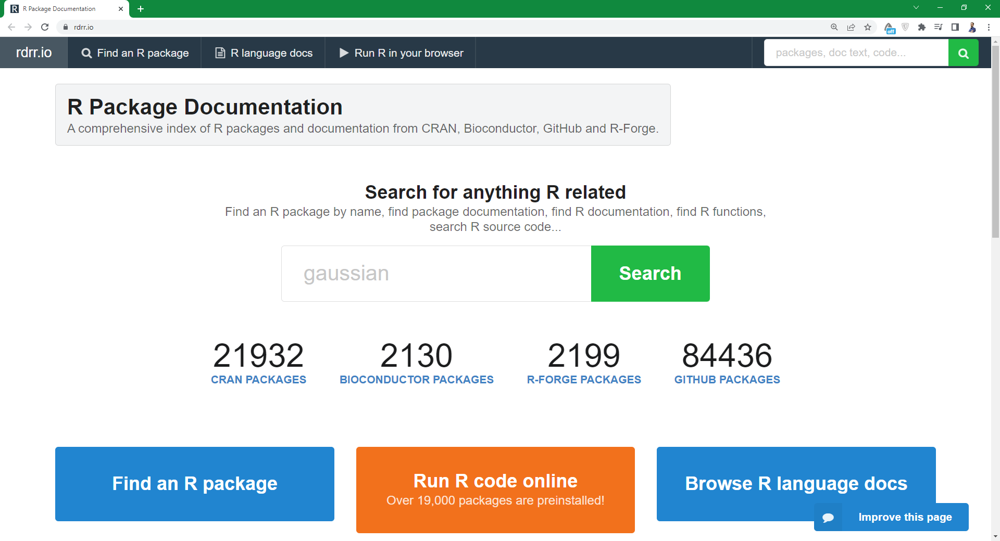 R Package Documentation
rdrr.io
off
rdrr.io
Find an R package
R language docs
Run R in your browser
packages, doc text, code...
R Package Documentation
A comprehensive index of R packages and documentation from CRAN, Bioconductor, GitHub and R-Forge.
Search for anything R related
Find an R package by name, find package documentation, find R documentation, find R functions,
search R source code...
gaussian
Search
21932
CRAN PACKAGES
2130
BIOCONDUCTOR PACKAGES
2199
R-FORGE PACKAGES
84436
GITHUB PACKAGES
Find an R package
Run R code online
Over 19,000 packages are preinstalled!
Browse R language docs
Improve this page